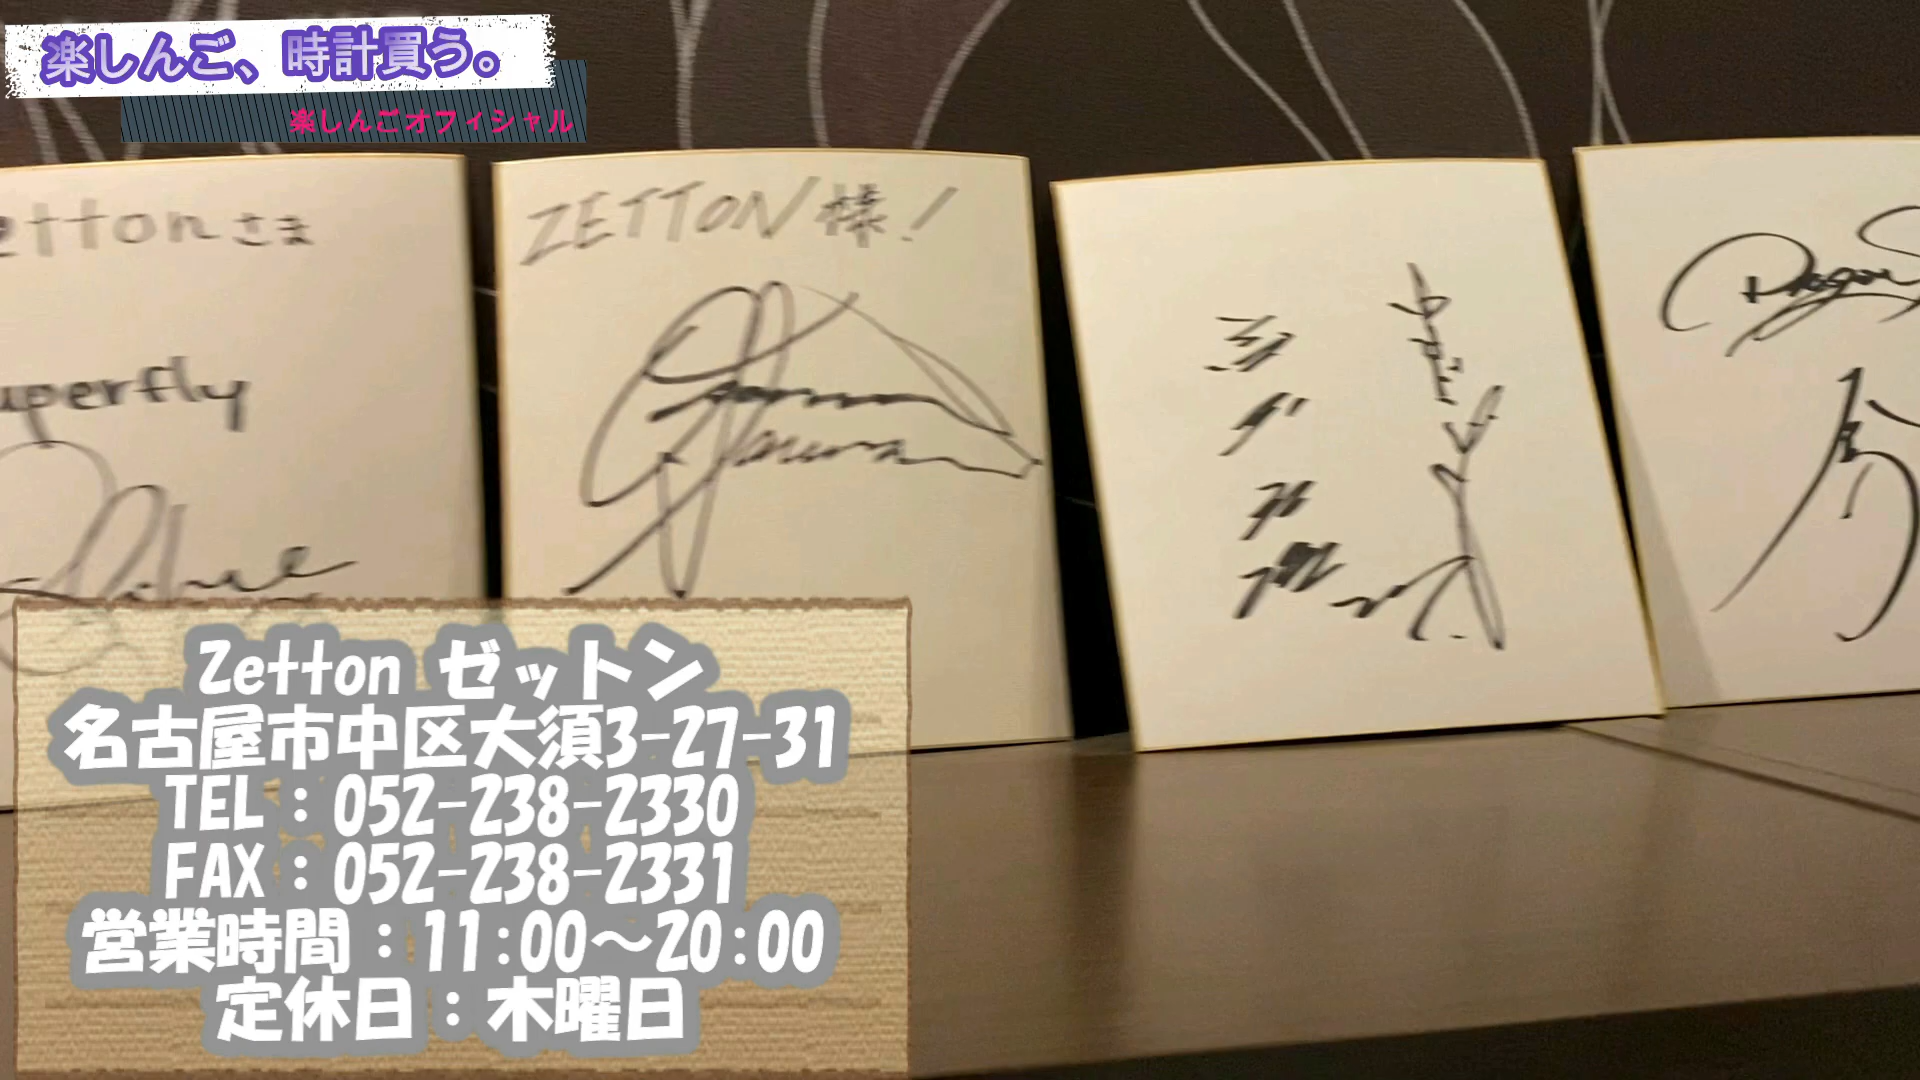 楽しんご、時計買う。
楽しんごオフィシャル
ettonさま
uperfly
ZETTON様!
Zetton ゼットン
名古屋市中区大須3-27-31
TEL：052-238-2330
FAX：052-238-2331
営業時間：11:00〜20:00
定休日：木曜日